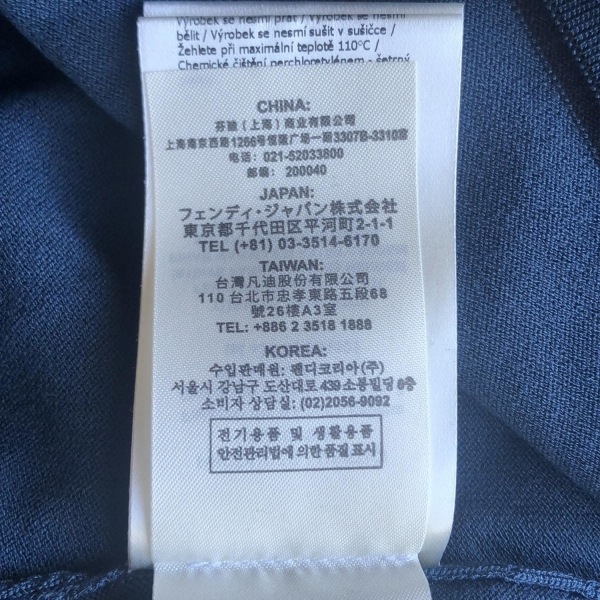 Výrobek se nesmí prát / Výrobek se nesmí
bělit / Výrobek se nesmí sušit v sušičce /
Žehlete při maximální teplotě 110°C /
Chemické čištění perchloretylénem - šetrný
CHINA:
芬迪（上海）商业有限公司
上海南京西路1266号恒隆广场一期3307B-3310室
电话：021-52033800
邮编：200040
JAPAN:
フェンディ・ジャパン株式会社
東京都千代田区平河町2-1-1
TEL (+81) 03-3514-6170
TAIWAN:
台灣凡迪股份有限公司
110 台北市忠孝東路五段68
號26樓A3室
TEL: +886 2 3518 1888
KOREA:
수입판매원: 펜디코리아(주)
서울시 강남구 도산대로 439 소봉빌딩 6층
소비자 상담실: (02)2056-9092
전기용품 및 생활용품
안전관리법에 의한 품질 표시